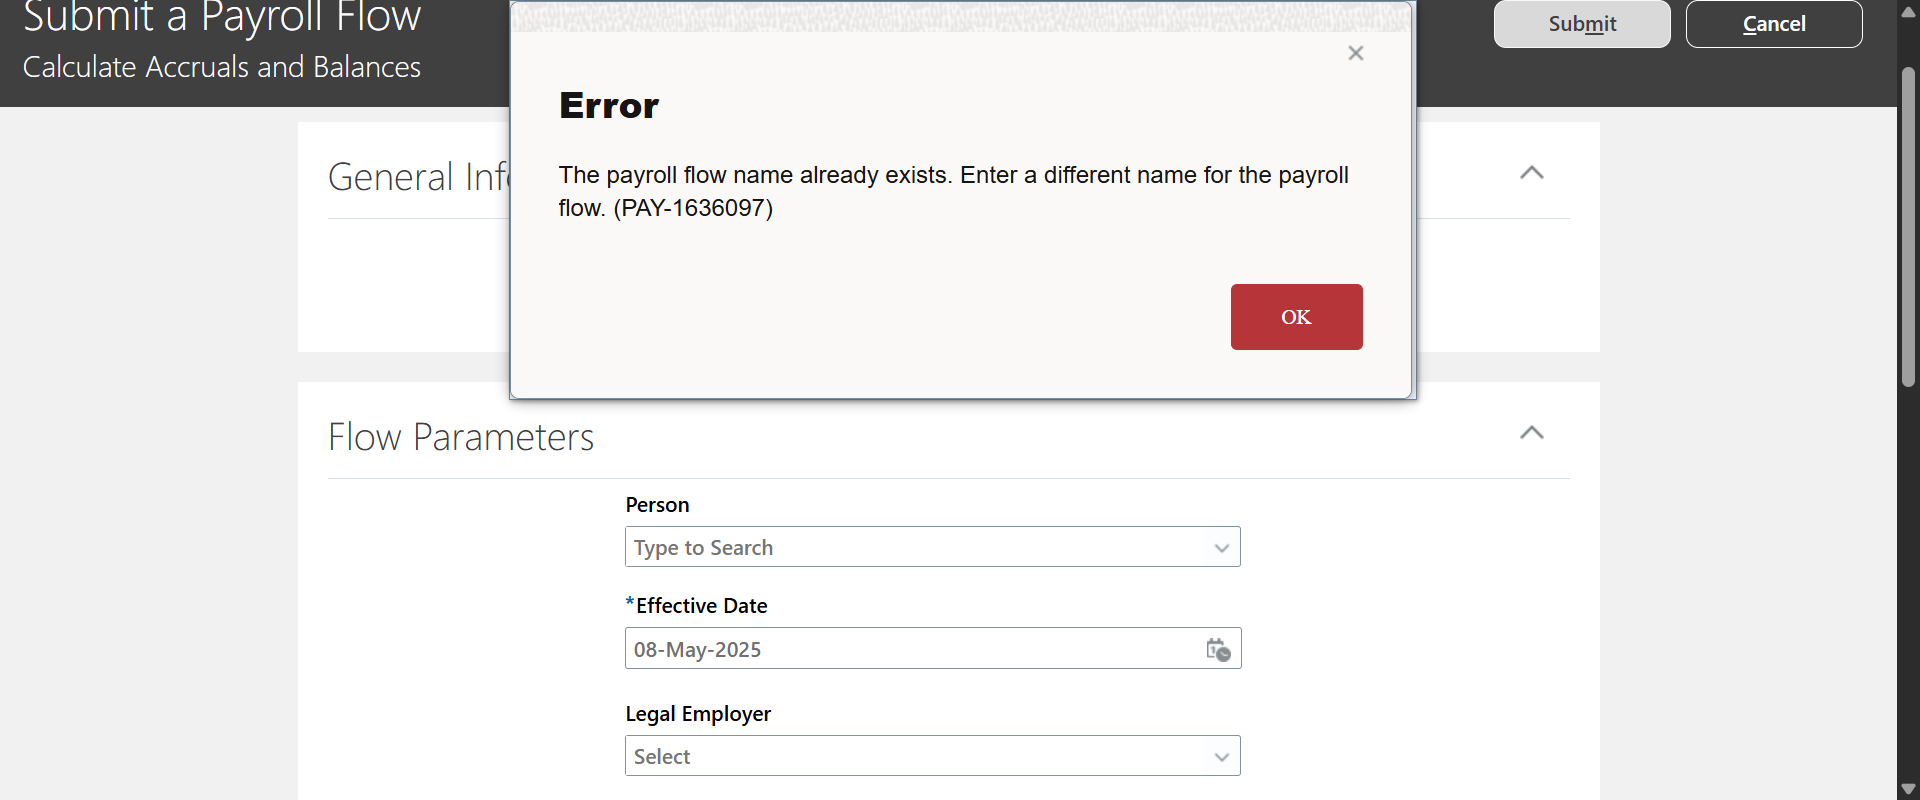 Submit a Payroll Flow
Calculate Accruals and Balances
Submit
Cancel
Error
The payroll flow name already exists. Enter a different name for the payroll
flow. (PAY-1636097)
OK
General
Flow Parameters
Person
Type to Search
*Effective Date
08-May-2025
Legal Employer
Select